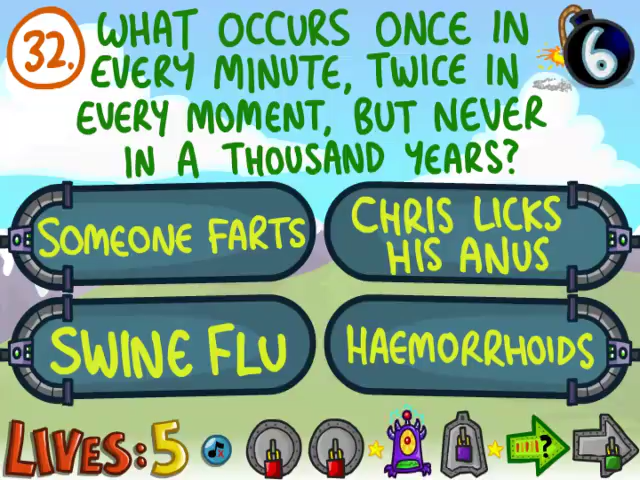 32.
WHAT OCCURS ONCE IN
EVERY MINUTE, TWICE IN
EVERY MOMENT, BUT NEVER
IN A THOUSAND YEARS?
6
SOMEONE FARTS
CHRIS LICKS
HIS ANUS
SWINE FLU
HAEMORRHOIDS
LIVES:5
?